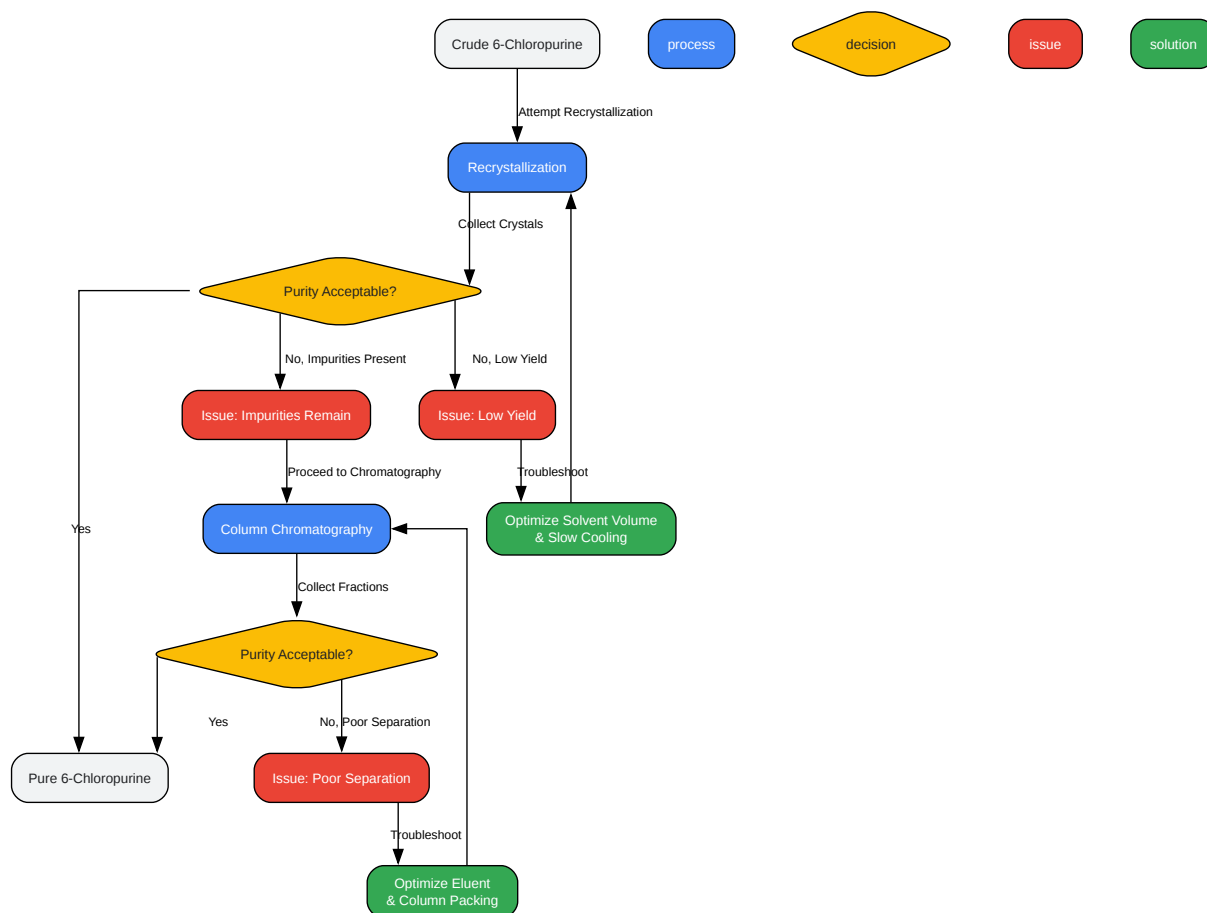 Crude 6-Chloropurine
process
decision
issue
solution
Attempt Recrystallization
Recrystallization
Collect Crystals
Purity Acceptable?
No, Impurities Present
No, Low Yield
Issue: Impurities Remain
Issue: Low Yield
Proceed to Chromatography
Troubleshoot
Yes
Column Chromatography
Optimize Solvent Volume
& Slow Cooling
Collect Fractions
Purity Acceptable?
Yes
No, Poor Separation
Pure 6-Chloropurine
Issue: Poor Separation
Troubleshoot
Optimize Eluent
& Column Packing